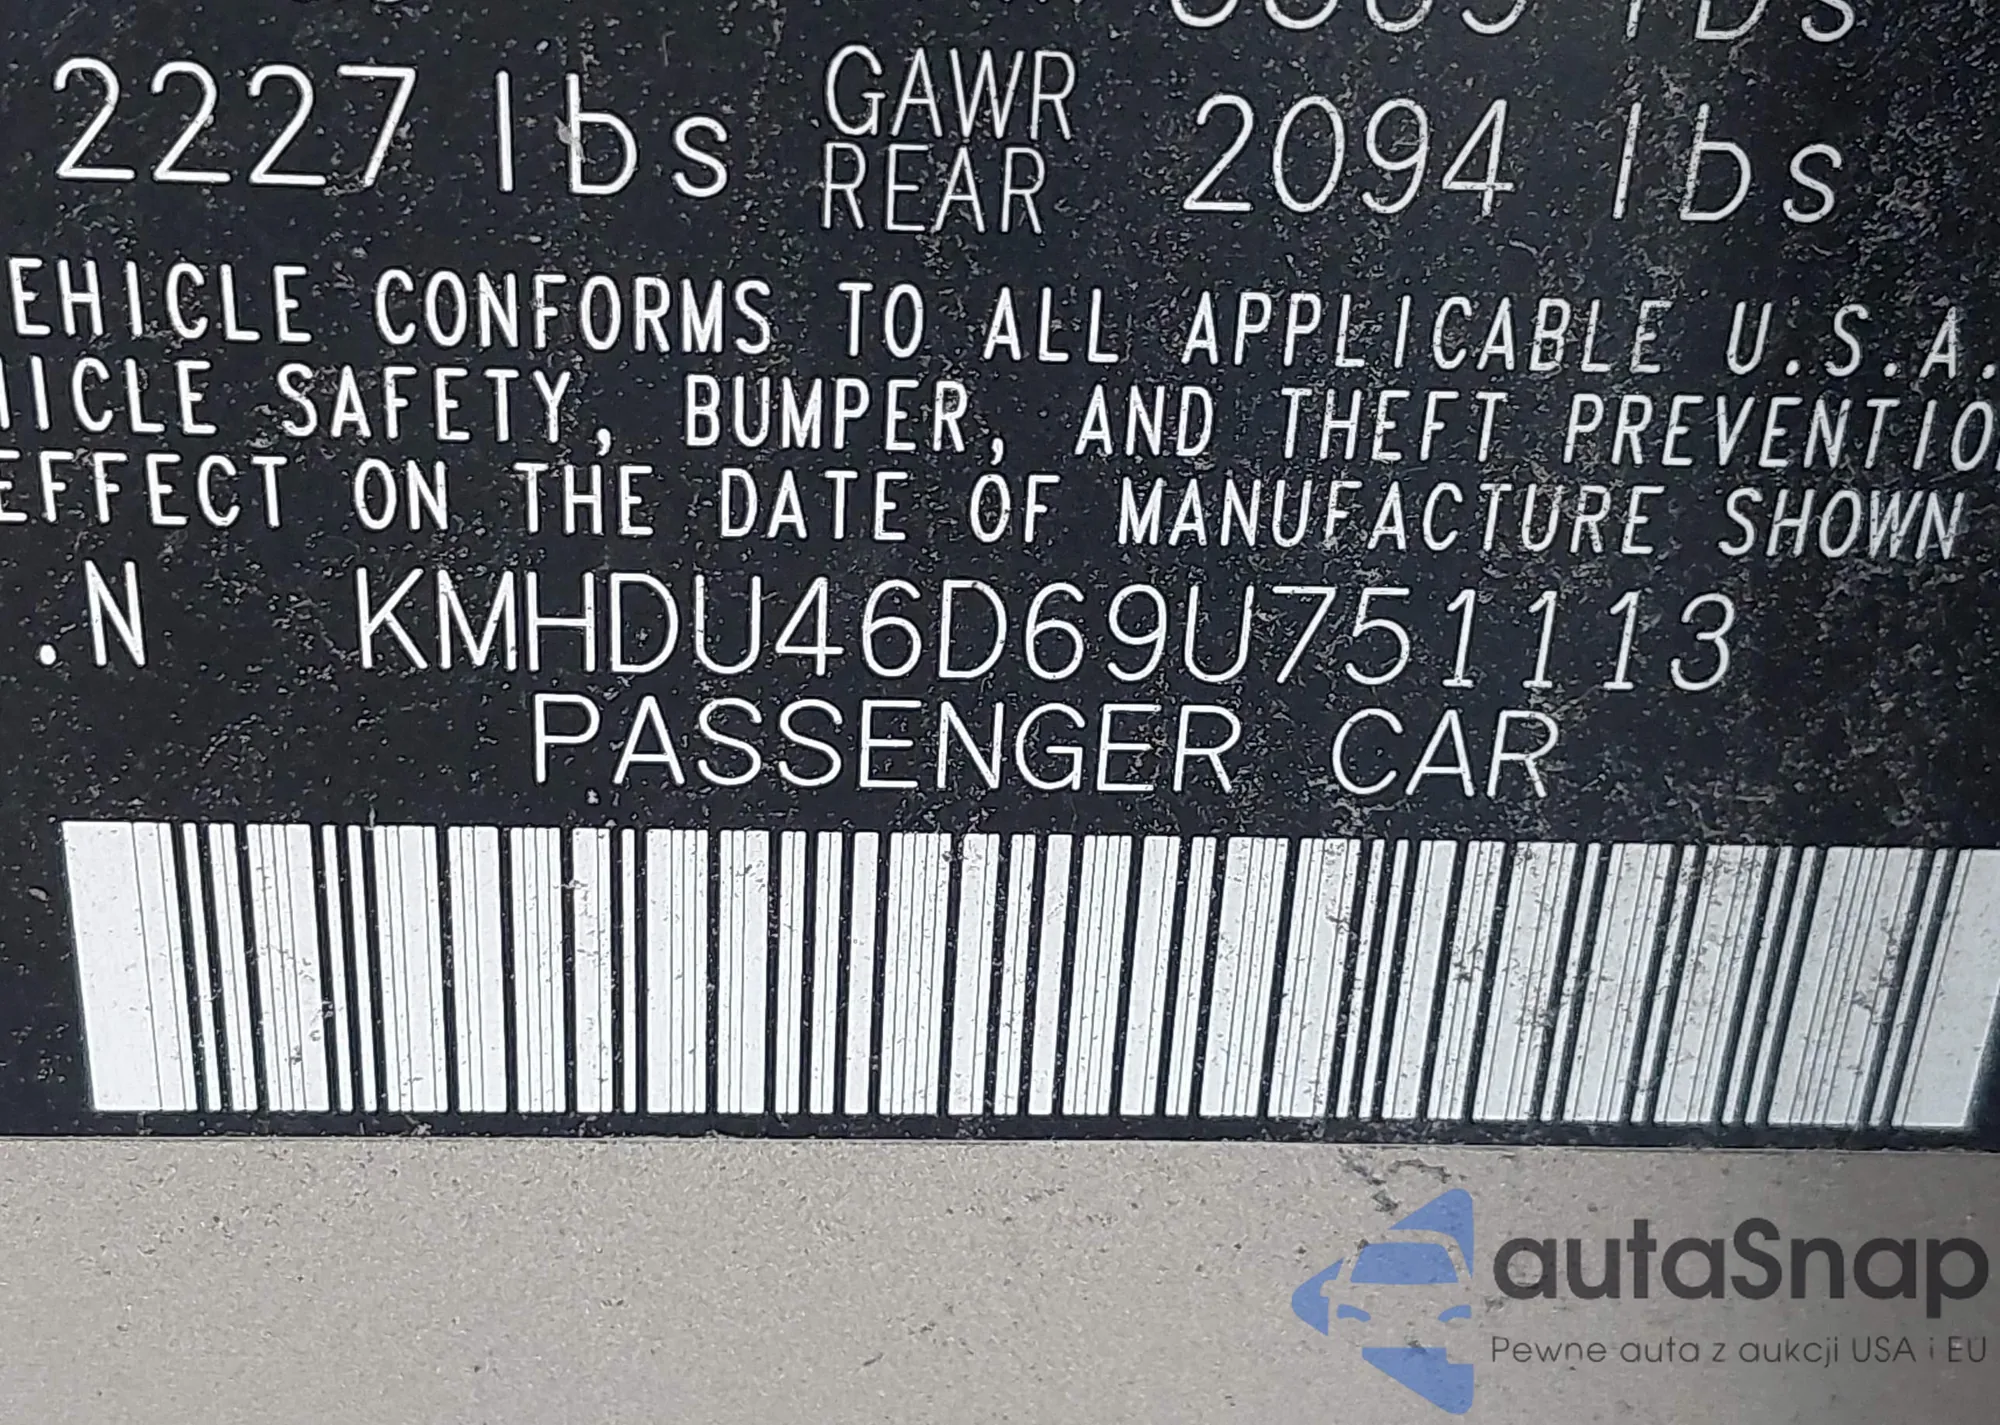 lbs
2227 lbs GAWR REAR 2094 lbs
EHICLE CONFORMS TO ALL APPLICABLE U.S.A.
ICLE SAFETY, BUMPER, AND THEFT PREVENTIO
EFFECT ON THE DATE OF MANUFACTURE SHOWN
.N KMHDU46D69U751113
PASSENGER CAR
autaSnap
Pewne auta z aukcji USA i EU